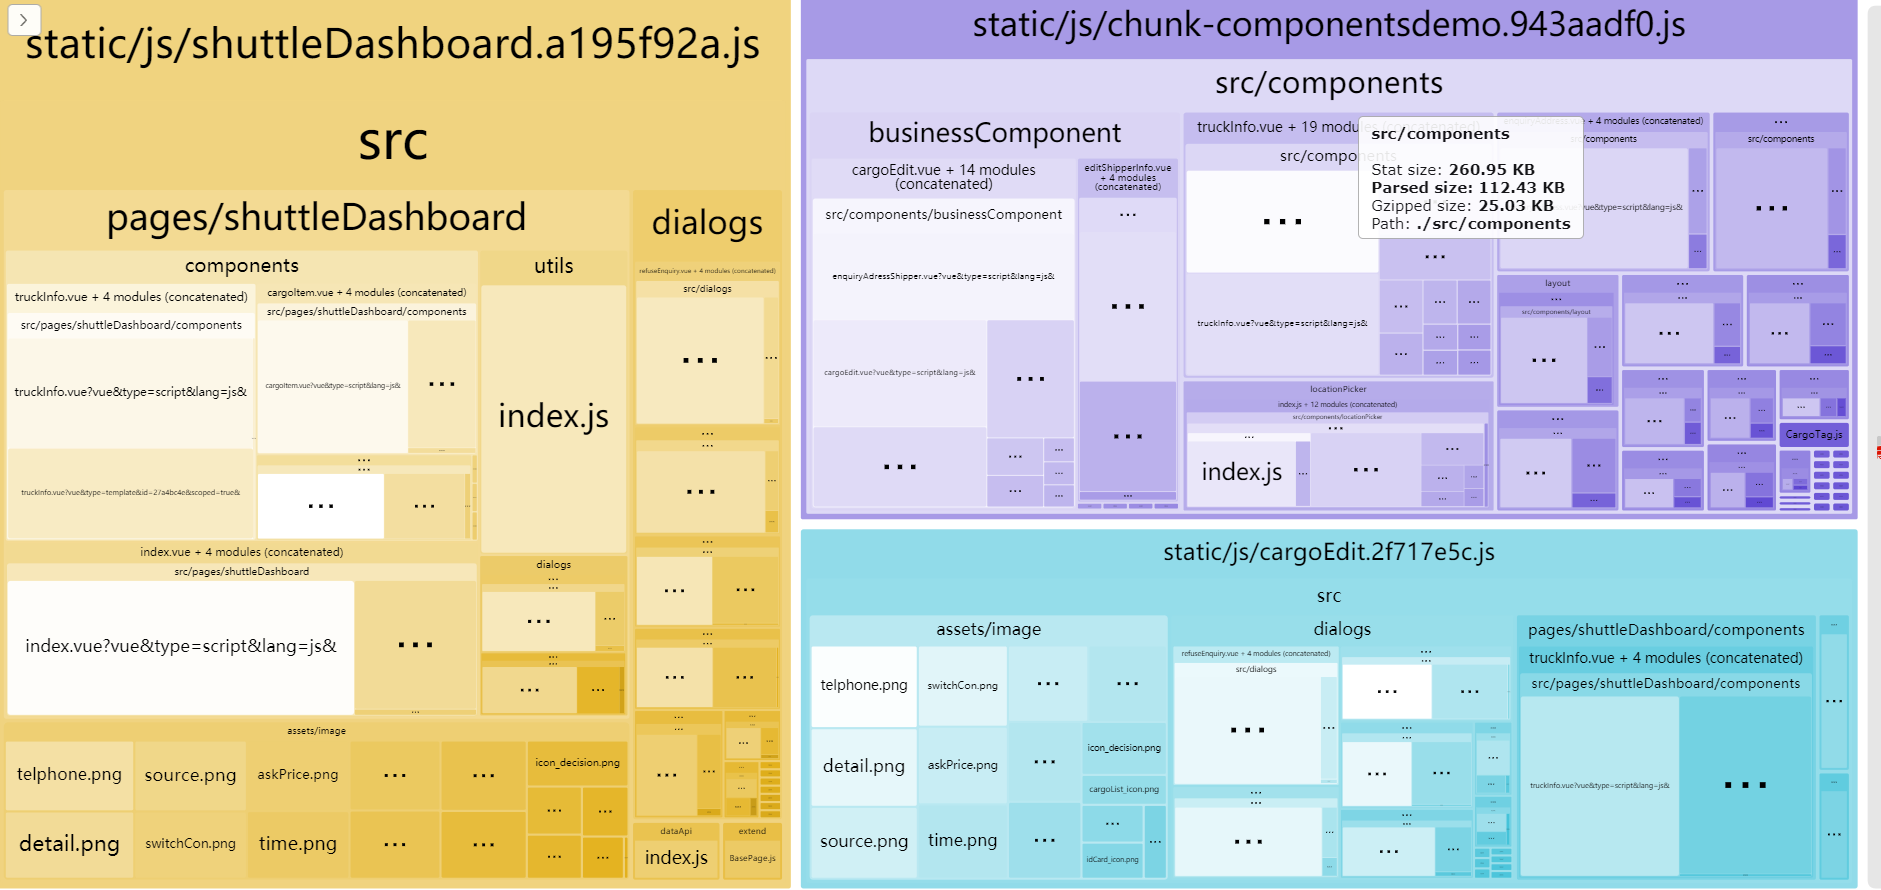 static/js/shuttleDashboard.a195f92a.js
src
pages/shuttleDashboard
components
truckInfo.vue + 4 modules (concatenated)
src/pages/shuttleDashboard/components
truckInfo.vue?vue&type=script&lang=js&
truckInfo.vue?vue&type=template&id=27a4bc4e&scoped=true&
cargoItem.vue + 4 modules (concatenated)
src/pages/shuttleDashboard/components
cargoItem.vue?vue&type=script&lang=js&
...
index.vue + 4 modules (concatenated)
src/pages/shuttleDashboard
index.vue?vue&type=script&lang=js&
...
utils
index.js
dialogs
...
assets/image
telphone.png
source.png
askPrice.png
icon_decision.png
detail.png
switchCon.png
time.png
dialogs
refuseEnquiry.vue + 4 modules (concatenated)
src/dialogs
...
dataApi
index.js
extend
BasePage.js
static/js/chunk-componentsdemo.943aadf0.js
src/components
businessComponent
cargoEdit.vue + 14 modules
(concatenated)
src/components/businessComponent
enquiryAdressShipper.vue?vue&type=script&lang=js&
cargoEdit.vue?vue&type=script&lang=js&
...
editShipperInfo.vue
+ 4 modules
(concatenated)
...
truckInfo.vue + 19
src/components
...
truckInfo.vue?vue&type=script&lang=js&
src/components
Stat size: 260.95 KB
Parsed size: 112.43 KB
Gzipped size: 25.03 KB
Path: ./src/components
+ 4 modules (concatenated)
...
src/components
...
layout
...
src/components/layout
...
locationPicker
index.js + 12 modules (concatenated)
src/components/locationPicker
...
index.js
...
CargoTag.js
static/js/cargoEdit.2f717e5c.js
src
assets/image
telphone.png
switchCon.png
detail.png
askPrice.png
icon_decision.png
cargoList_icon.png
source.png
time.png
idCard_icon.png
dialogs
refuseEnquiry.vue + 4 modules (concatenated)
src/dialogs
...
pages/shuttleDashboard/components
truckInfo.vue + 4 modules (concatenated)
src/pages/shuttleDashboard/components
truckInfo.vue?vue&type=script&lang=js&
...